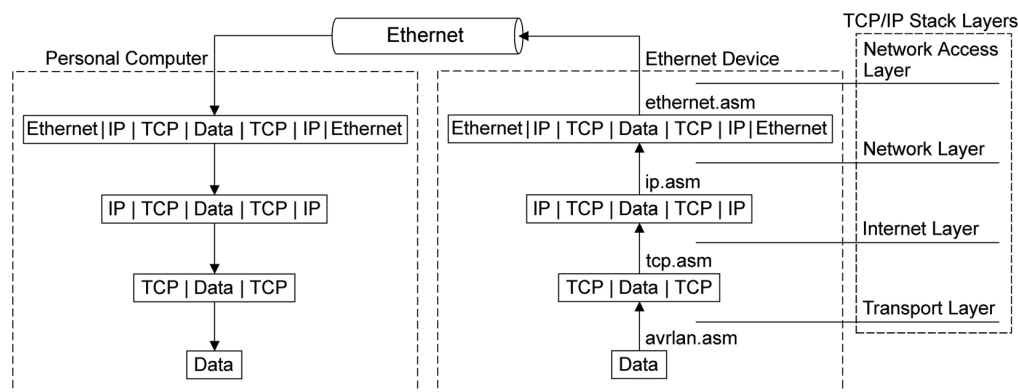 TCP/IP Stack Layers
Ethernet
Personal Computer
Ethernet Device
Network Access
Layer
ethernet.asm
Ethernet|IP | TCP | Data | TCP | IP|Ethernet
Ethernet|IP | TCP | Data | TCP | IP|Ethernet
Network Layer
ip.asm
IP | TCP | Data | TCP | IP
IP | TCP | Data | TCP | IP
Internet Layer
tcp.asm
TCP | Data | TCP
TCP | Data | TCP
Transport Layer
avrlan.asm
Data
Data